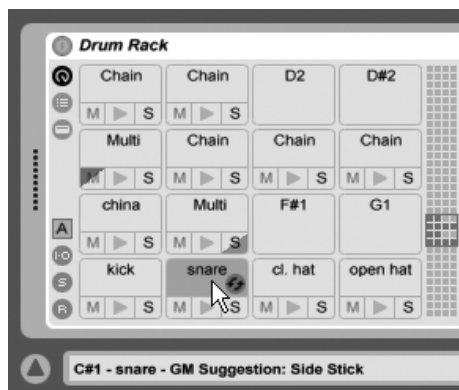 Drum Rack
Chain Chain D2 D#2
M S M S
Multi Chain Chain Chain
M S M S M S M S
china Multi F#1 G1
A
M S M S
I·O
kick snare cl. hat open hat
S
R M S M S M S M S
C#1 - snare - GM Suggestion: Side Stick